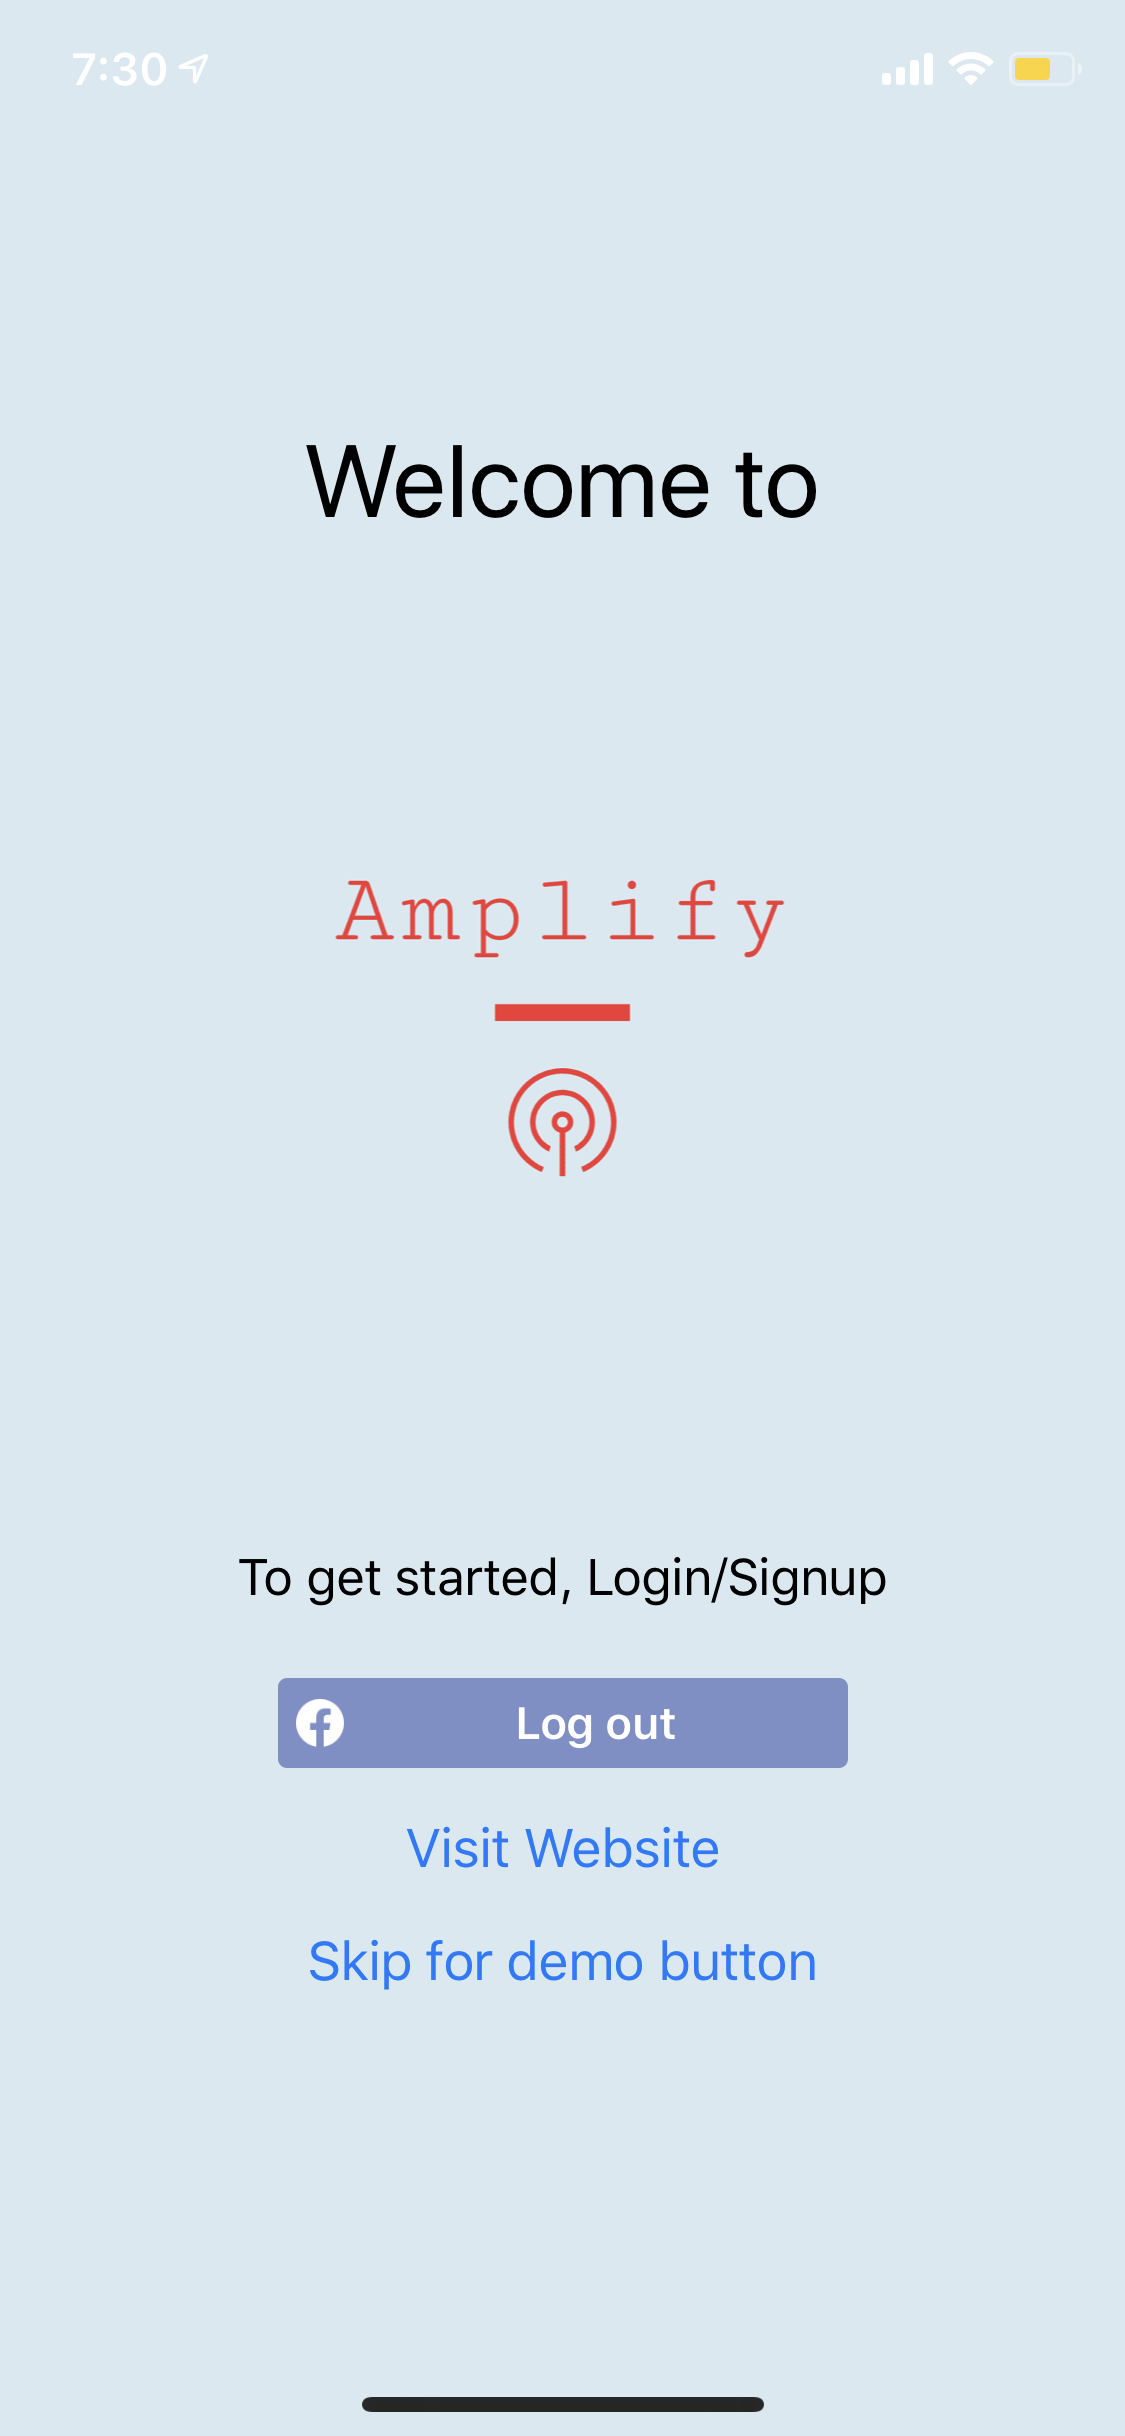 7:30
Welcome to
Amplify
To get started, Login/Signup
Log out
Visit Website
Skip for demo button